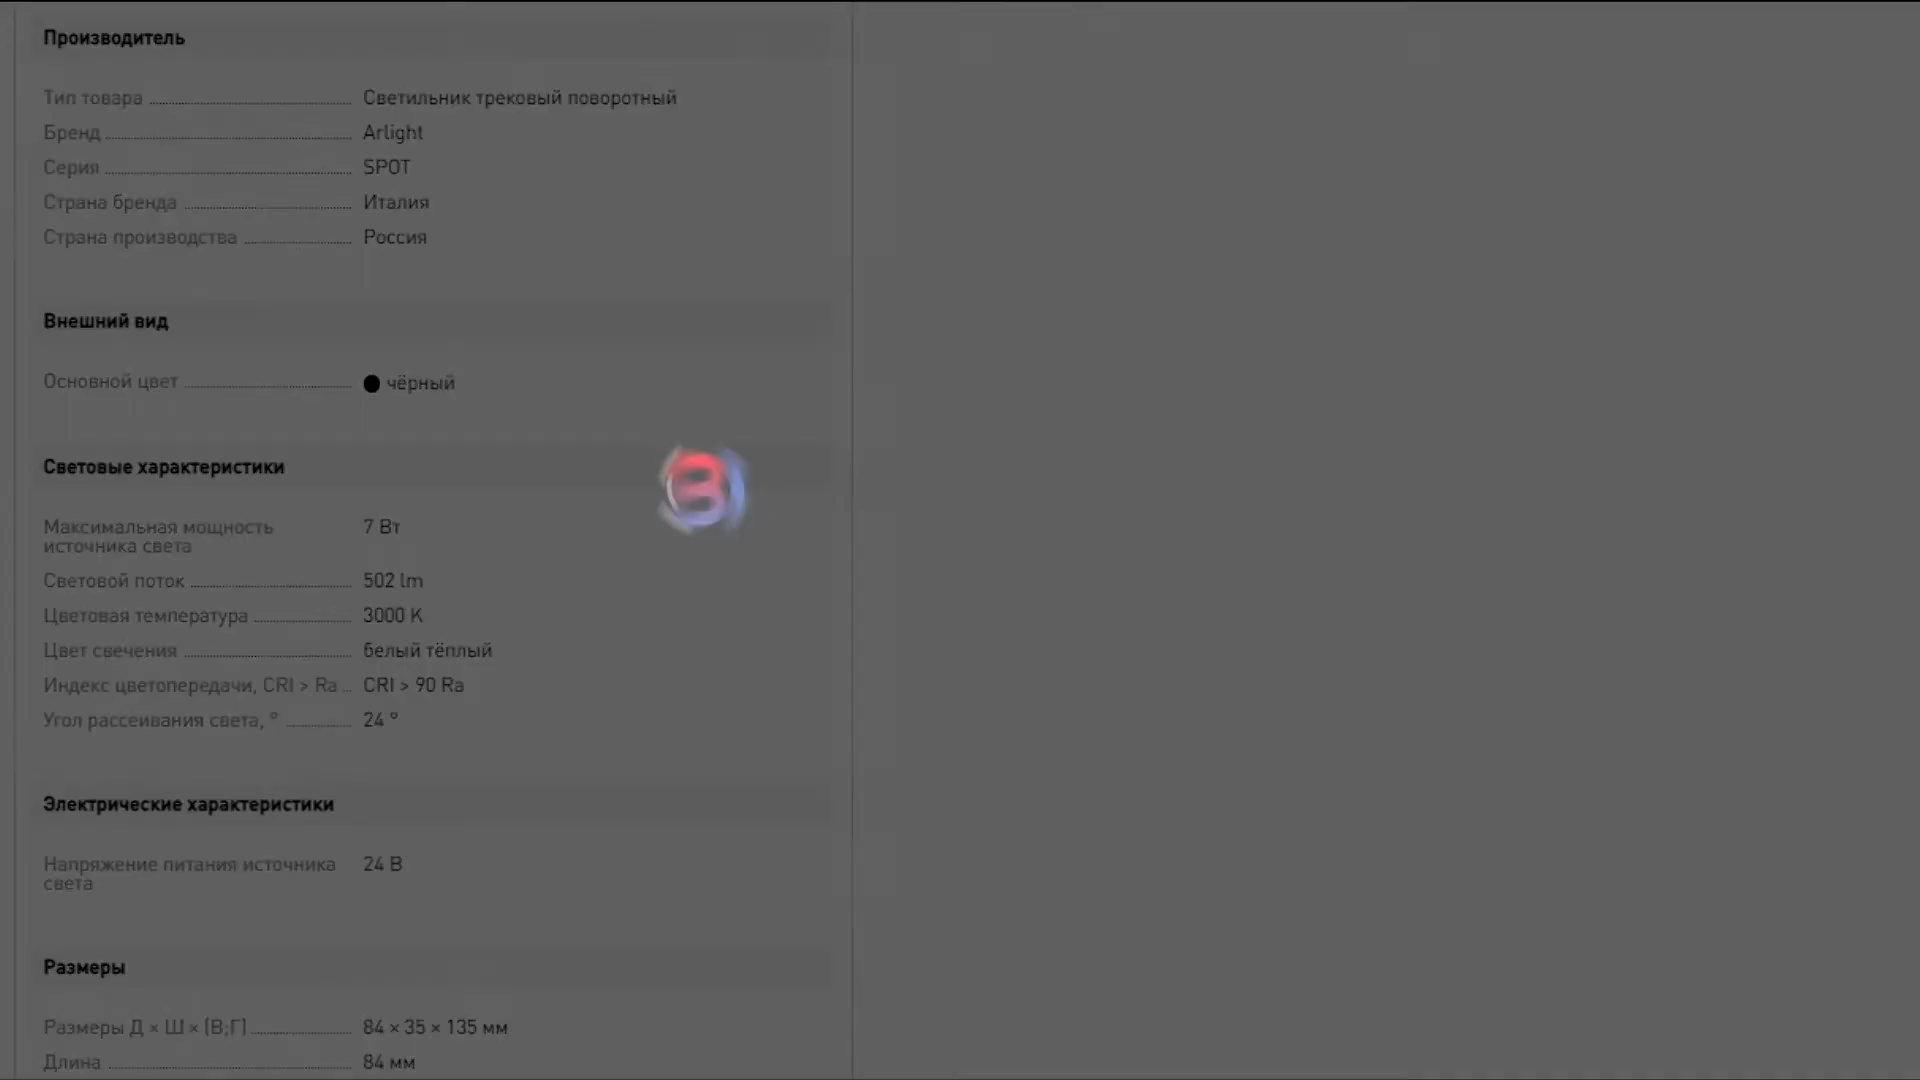 Производитель
Тип товара Светильник трековый поворотный
Бренд Arlight
Серия SPOT
Страна бренда Италия
Страна производства Россия
Внешний вид
Основной цвет чёрный
Световые характеристики
Максимальная мощность 7 Вт
источника света
Световой поток 502 lm
Цветовая температура 3000 K
Цвет свечения белый тёплый
Индекс цветопередачи, CRI > Ra CRI > 90 Ra
Угол рассеивания света, ° 24 °
Электрические характеристики
Напряжение питания источника 24 В
света
Размеры
Размеры Д × Ш × (В;Г) 84 × 35 × 135 мм
Длина 84 мм